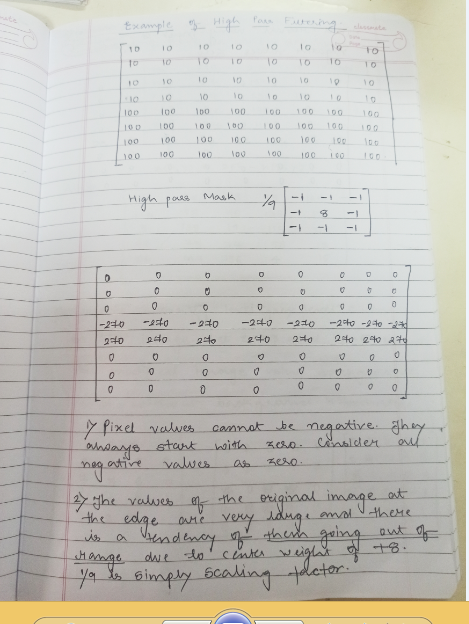 Example of High Pass Filtering
10 10 10 10 10 10 10 10
10 10 10 10 10 10 10 10
10 10 10 10 10 10 10 10
10 10 10 10 10 10 10 10
100 100 100 100 100 100 100 100
100 100 100 100 100 100 100 100
100 100 100 100 100 100 100 100
100 100 100 100 100 100 100 100
High pass Mask 1/9
-1 -1 -1
-1 8 -1
-1 -1 -1
0 0 0 0 0 0 0 0
0 0 0 0 0 0 0 0
0 0 0 0 0 0 0 0
-270 -270 -270 -270 -270 -270 -270 -270
270 270 270 270 270 270 270 270
0 0 0 0 0 0 0 0
0 0 0 0 0 0 0 0
0 0 0 0 0 0 0 0
1) Pixel values cannot be negative. They
always start with zero. Consider all
negative values as zero.
2) The values of the original image at
the edge are very large and there
is a tendency of them going out of
range due to center weight of +8.
1/9 is simply scaling factor.